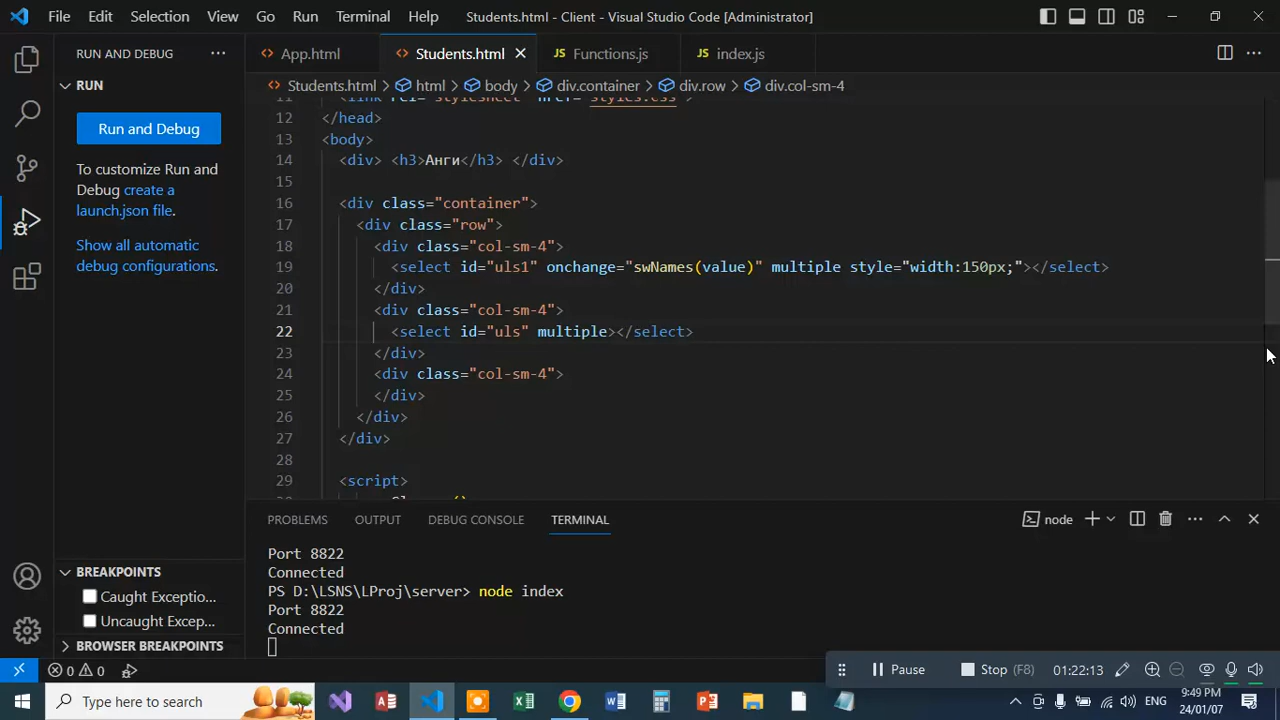 File Edit Selection View Go Run Terminal Help Students.html - Client - Visual Studio Code [Administrator]
RUN AND DEBUG ···
App.html Students.html Functions.js index.js
RUN
Students.html > html > body > div.container > div.row > div.col-sm-4
Run and Debug
To customize Run and
Debug create a
launch.json file.
Show all automatic
debug configurations.
12 </head>
13 <body>
14 <div> <h3>Анги</h3> </div>
15
16 <div class="container">
17 <div class="row">
18 <div class="col-sm-4">
19 <select id="uls1" onchange="swNames(value)" multiple style="width:150px;"></select>
20 </div>
21 <div class="col-sm-4">
22 <select id="uls" multiple></select>
23 </div>
24 <div class="col-sm-4">
25 </div>
26 </div>
27 </div>
28
29 <script>
PROBLEMS OUTPUT DEBUG CONSOLE TERMINAL node
Port 8822
Connected
PS D:\LSNS\LProj\server> node index
Port 8822
Connected
BREAKPOINTS
Caught Exceptio...
Uncaught Excep...
BROWSER BREAKPOINTS
0 0
Pause Stop (F8) 01:22:13
Type here to search
ENG
9:49 PM
24/01/07